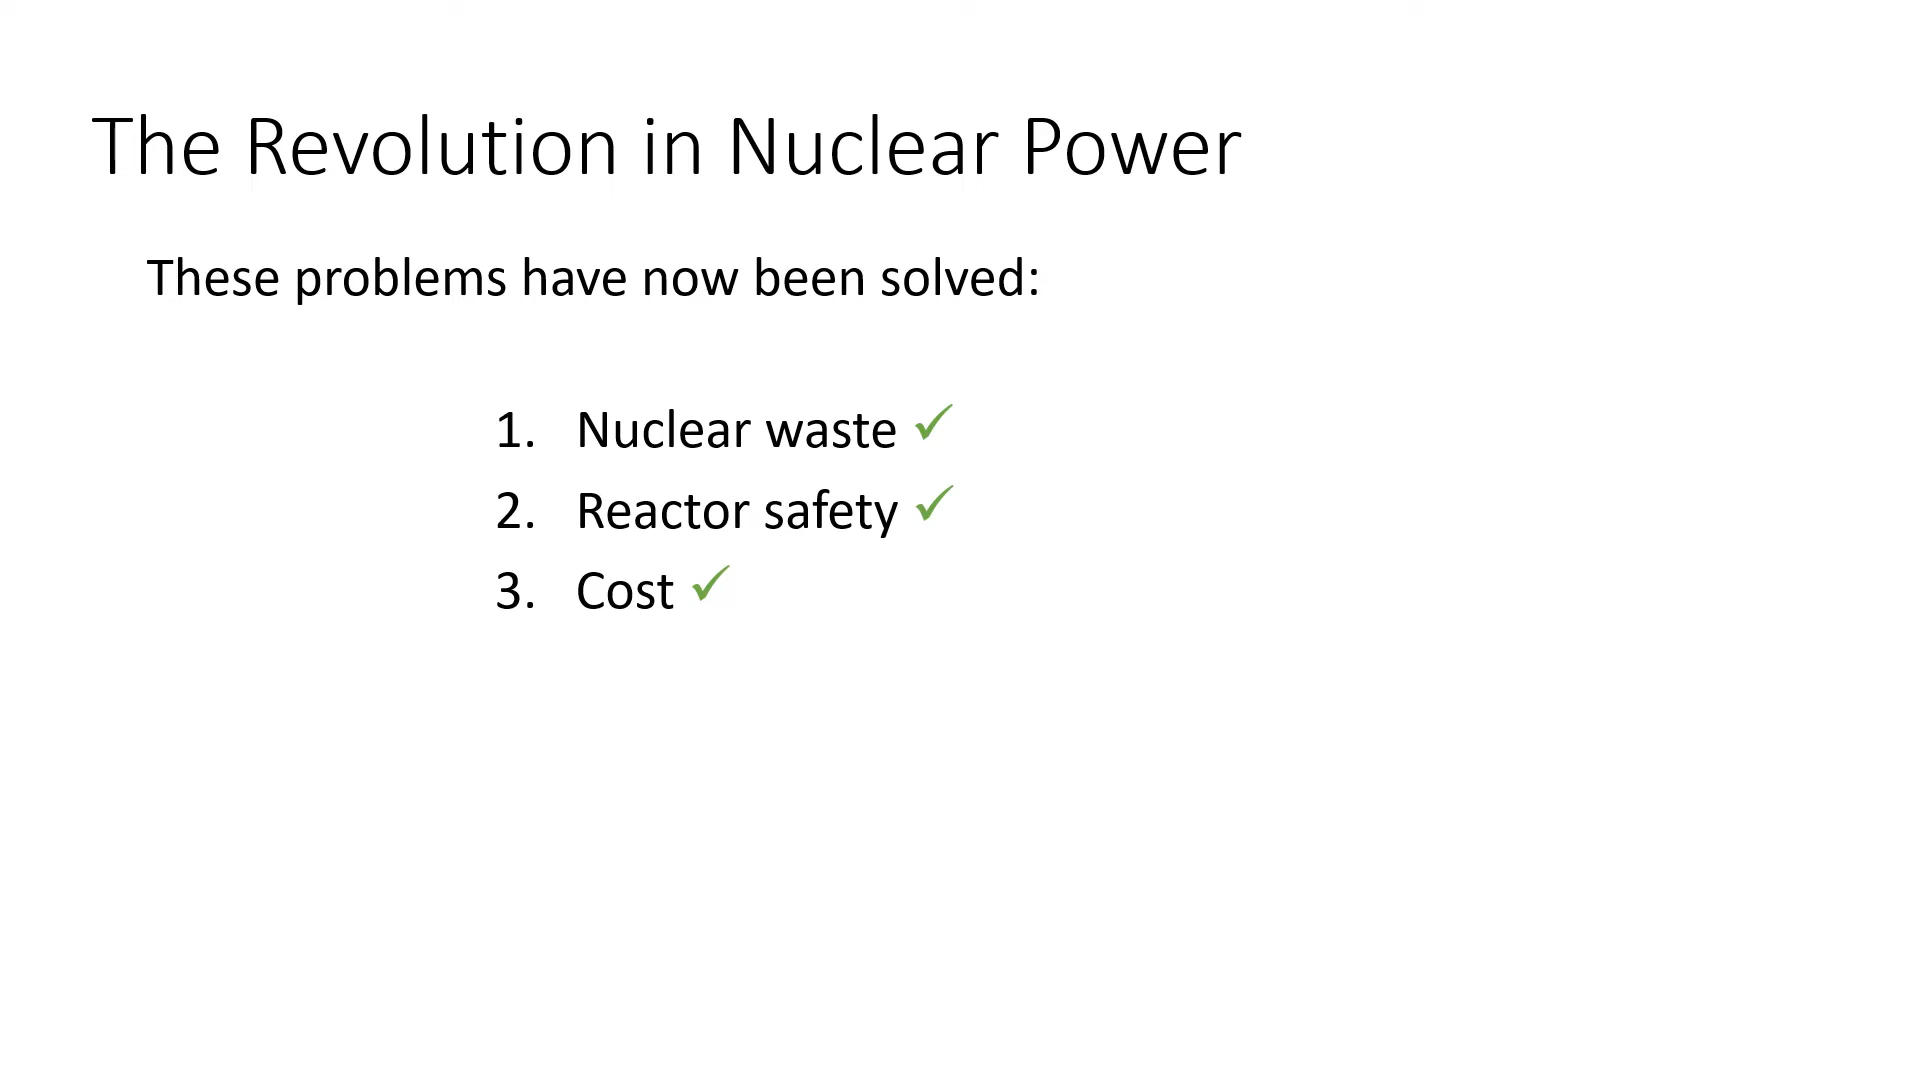 The Revolution in Nuclear Power
These problems have now been solved:
1. Nuclear waste ✓
2. Reactor safety ✓
3. Cost ✓